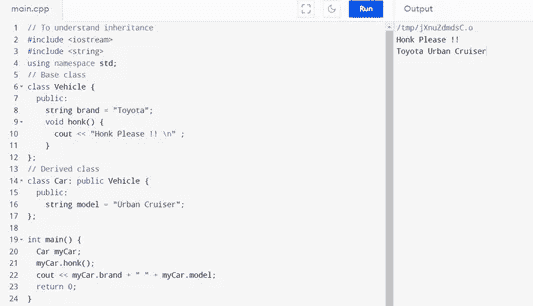 main.cpp
Run
Output
1 // To understand inheritance
2 #include <iostream>
3 #include <string>
4 using namespace std;
5 // Base class
6 class Vehicle {
7 public:
8 string brand = "Toyota";
9 void honk() {
10 cout << "Honk Please !! \n" ;
11 }
12 };
13 // Derived class
14 class Car: public Vehicle {
15 public:
16 string model = "Urban Cruiser";
17 };
18
19 int main() {
20 Car myCar;
21 myCar.honk();
22 cout << myCar.brand + " " + myCar.model;
23 return 0;
24 }
/tmp/jXnuZdmdsC.o
Honk Please !!
Toyota Urban Cruiser